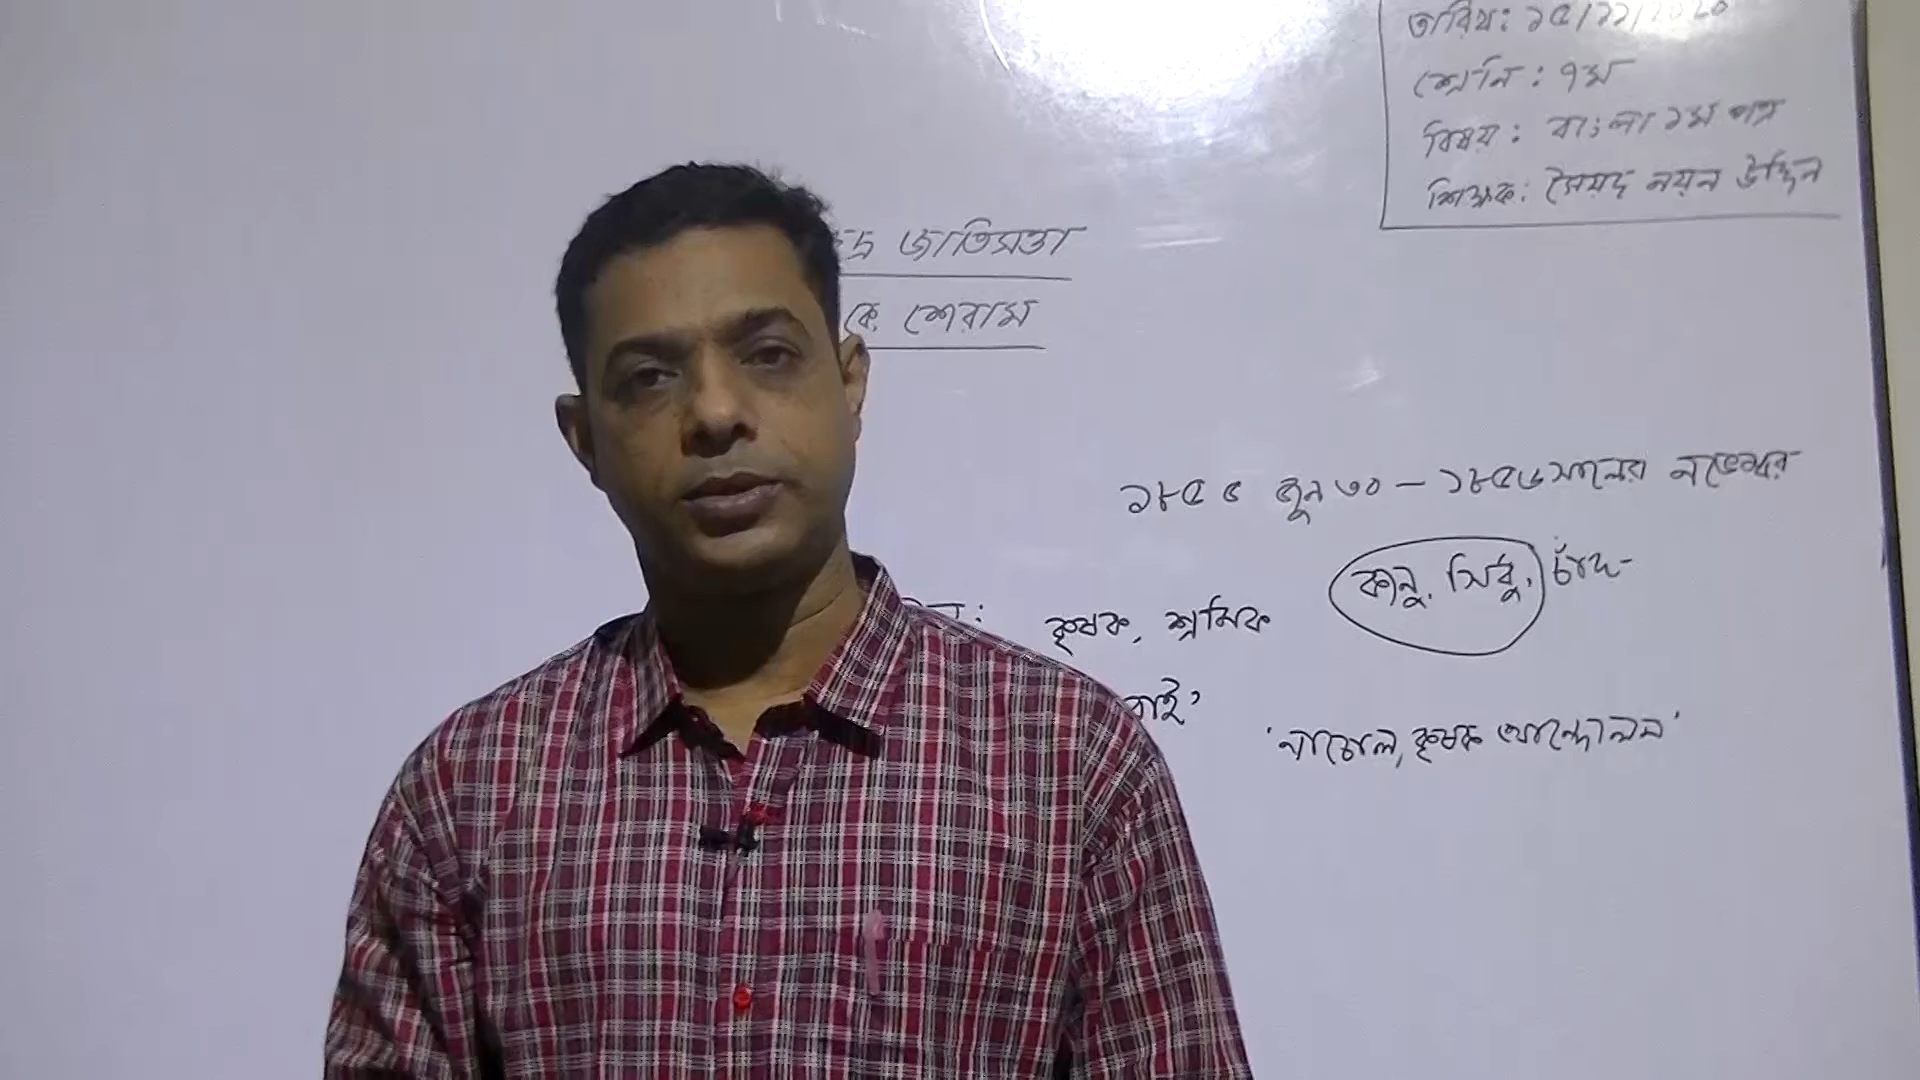 তারিখ: ১৫/১১/২০২০
শ্রেনি: ৭ম
বিষয়: বাংলা ১ম পত্র
শিক্ষক: সৈয়দ নয়ন উদ্দিন
জাতিসত্তা
কে শেরাম
১৮৫৫ জুন ৩০ – ১৮৫৬ সালের নভেম্বর
কানু, সিধু, চাঁদ-
কৃষক, শ্রমিক
'নাচোল, কৃষক আন্দোলন'